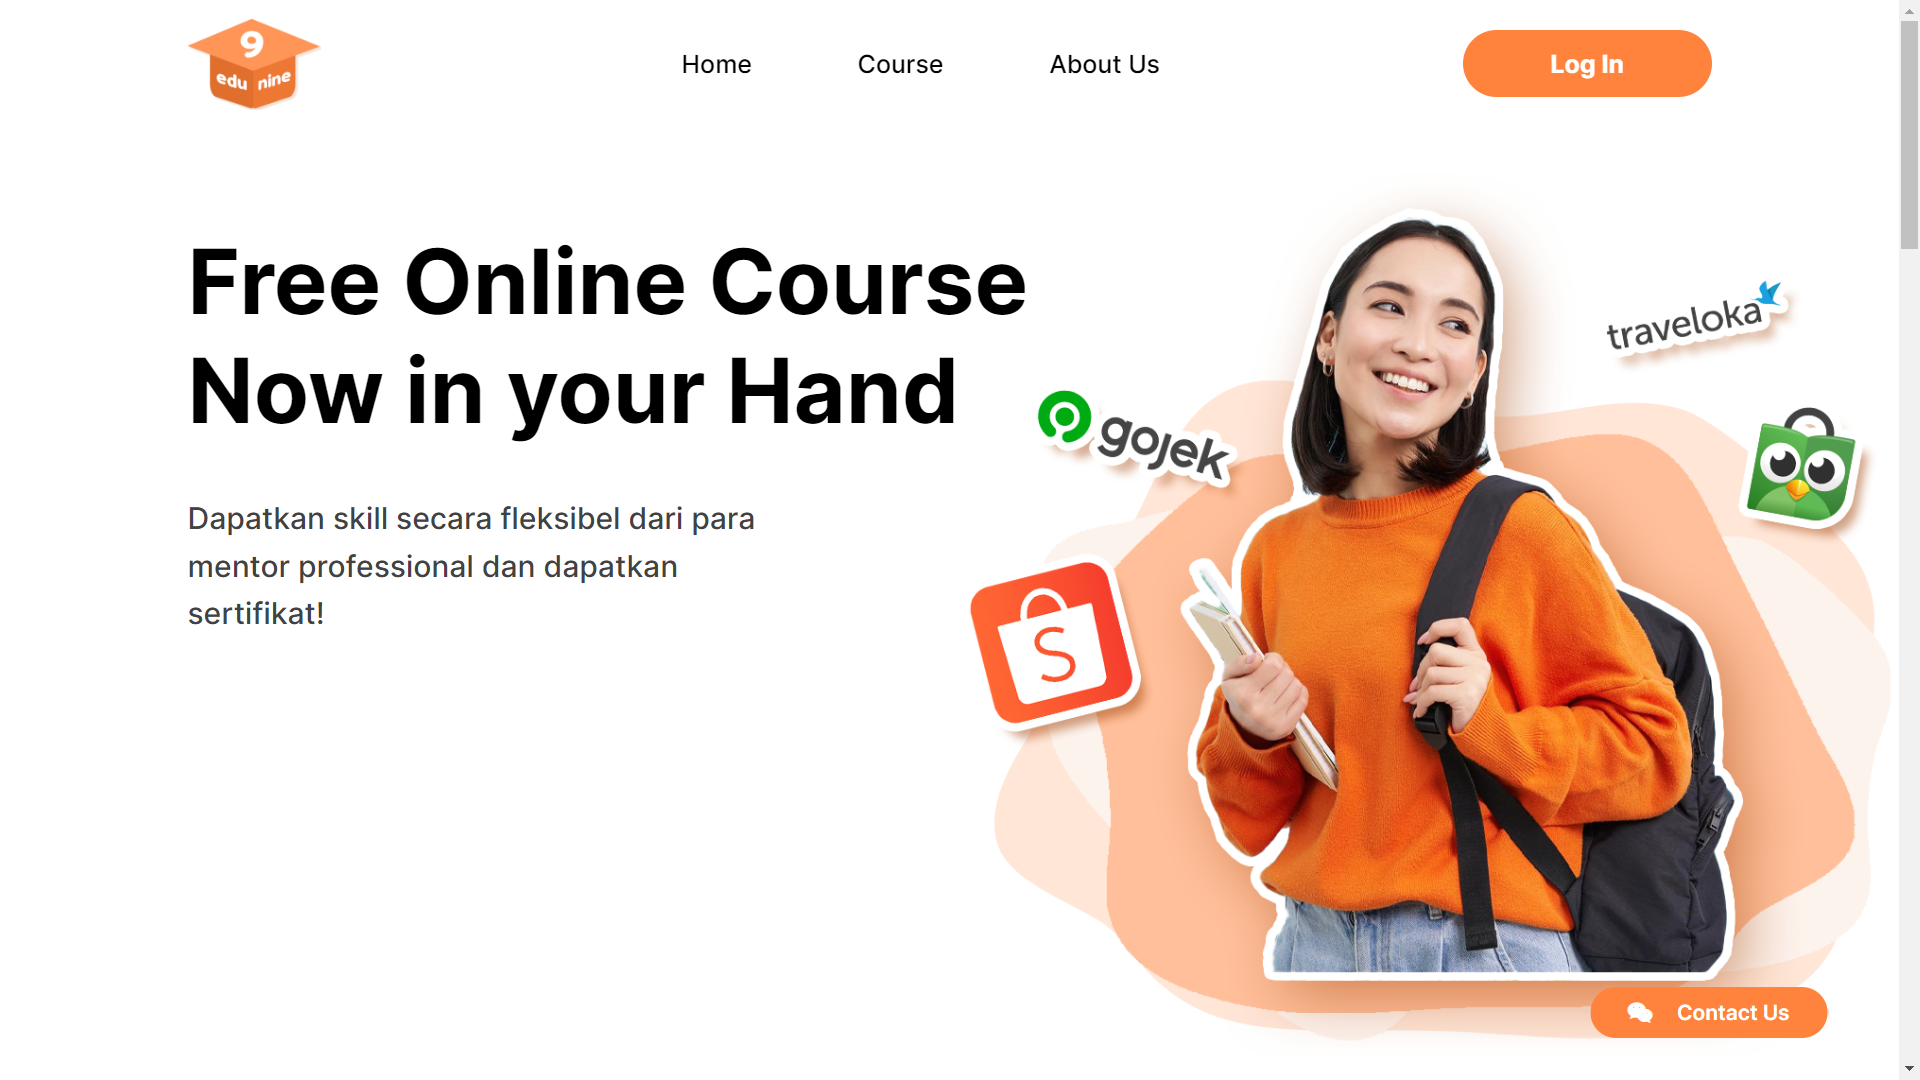 9
edu nine
Home
Course
About Us
Log In
Free Online Course
Now in your Hand
Dapatkan skill secara fleksibel dari para
mentor professional dan dapatkan
sertifikat!
traveloka
gojek
S
Contact Us